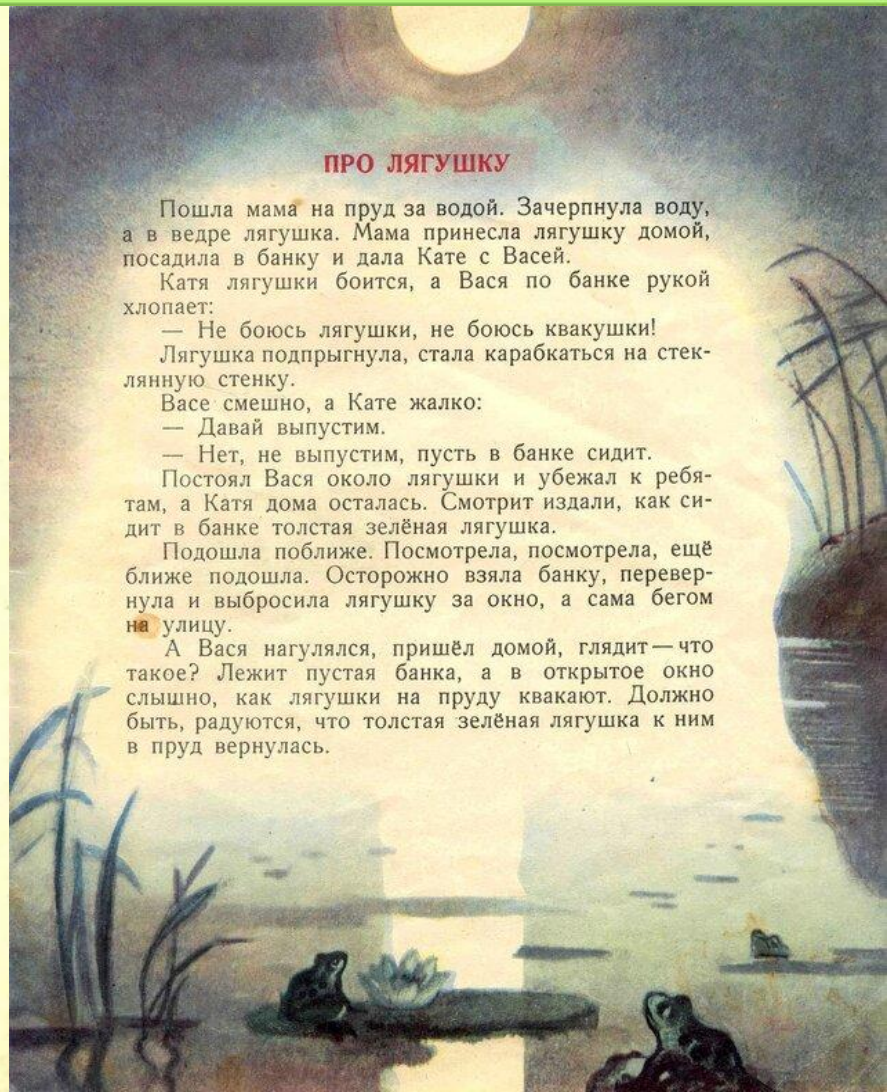 ПРО ЛЯГУШКУ
Пошла мама на пруд за водой. Зачерпнула воду,
а в ведре лягушка. Мама принесла лягушку домой,
посадила в банку и дала Кате с Васей.
Катя лягушки боится, а Вася по банке рукой
хлопает:
— Не боюсь лягушки, не боюсь квакушки!
Лягушка подпрыгнула, стала карабкаться на стек-
лянную стенку.
Васе смешно, а Кате жалко:
— Давай выпустим.
— Нет, не выпустим, пусть в банке сидит.
Постоял Вася около лягушки и убежал к ребя-
там, а Катя дома осталась. Смотрит издали, как си-
дит в банке толстая зелёная лягушка.
Подошла поближе. Посмотрела, посмотрела, ещё
ближе подошла. Осторожно взяла банку, перевер-
нула и выбросила лягушку за окно, а сама бегом
на улицу.
А Вася нагулялся, пришёл домой, глядит — что
такое? Лежит пустая банка, а в открытое окно
слышно, как лягушки на пруду квакают. Должно
быть, радуются, что толстая зелёная лягушка к ним
в пруд вернулась.